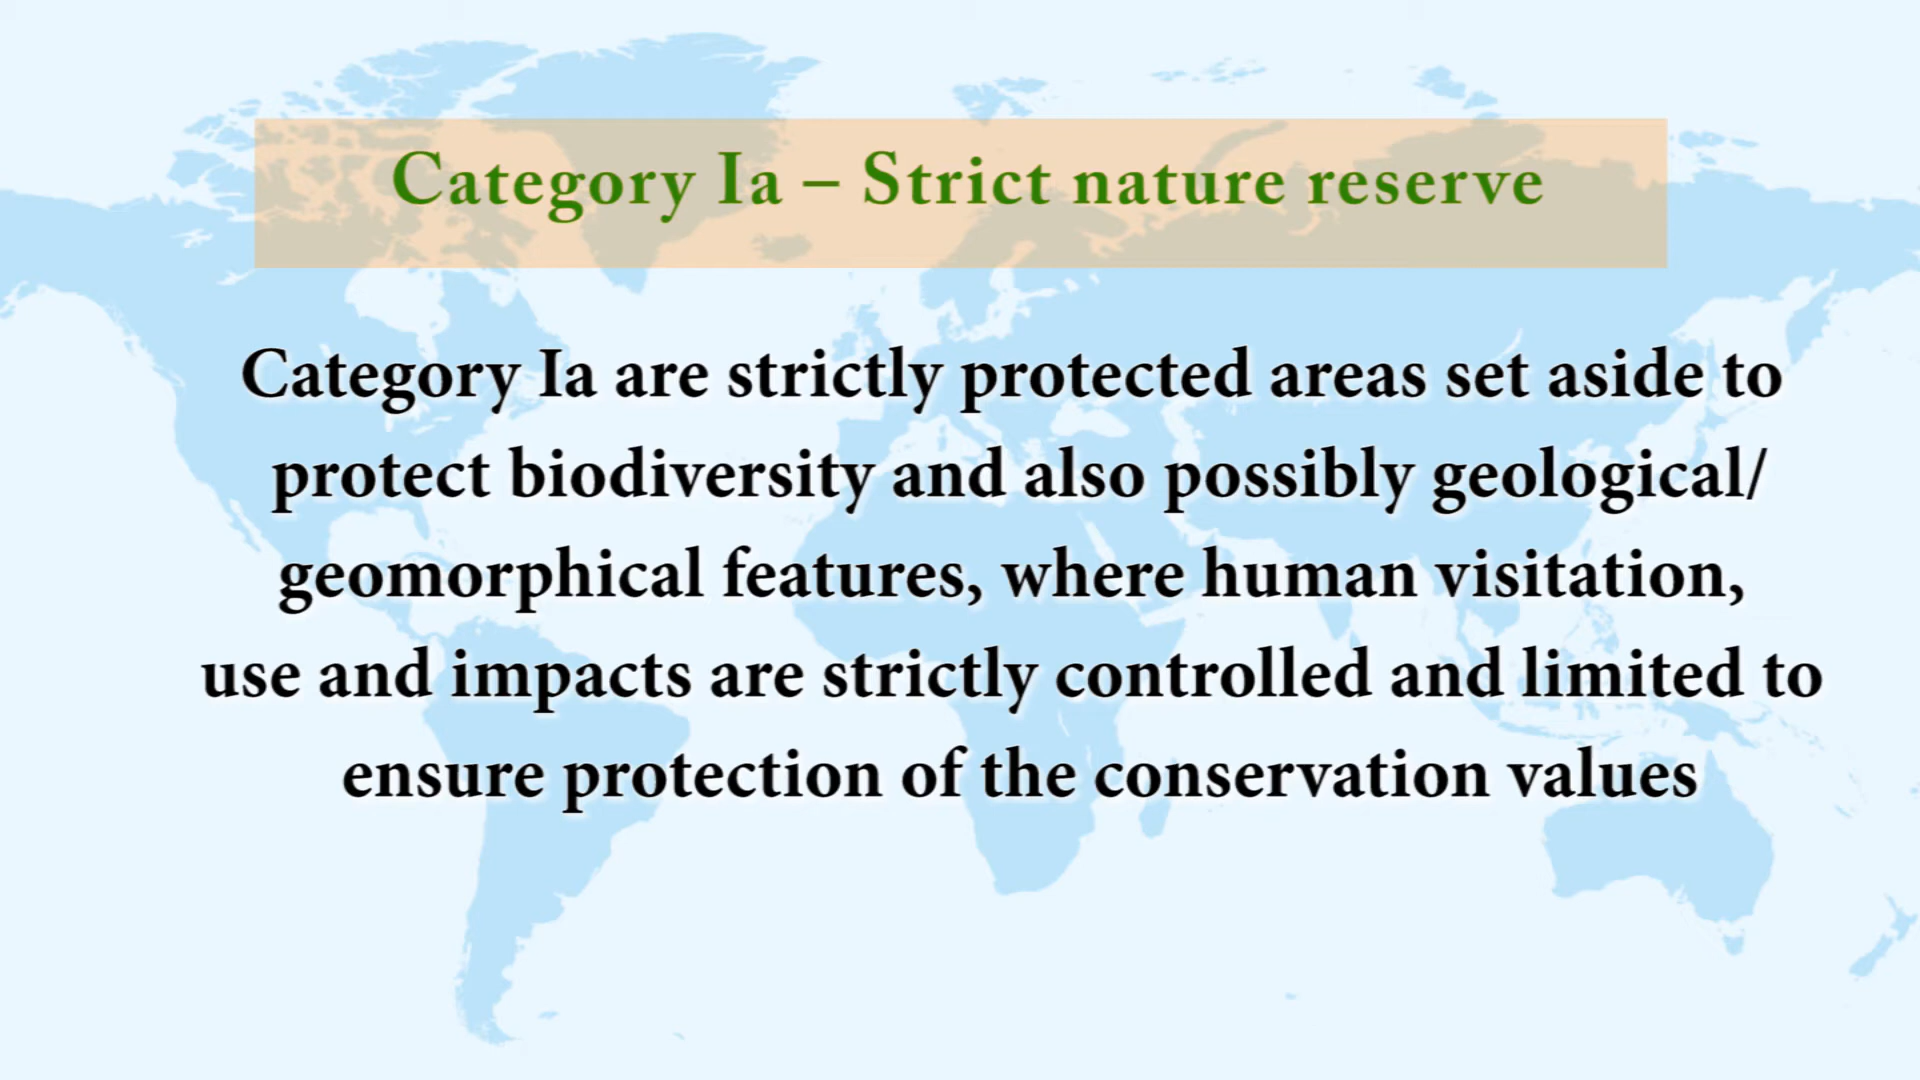 Category Ia – Strict nature reserve
Category Ia are strictly protected areas set aside to
protect biodiversity and also possibly geological/
geomorphical features, where human visitation,
use and impacts are strictly controlled and limited to
ensure protection of the conservation values